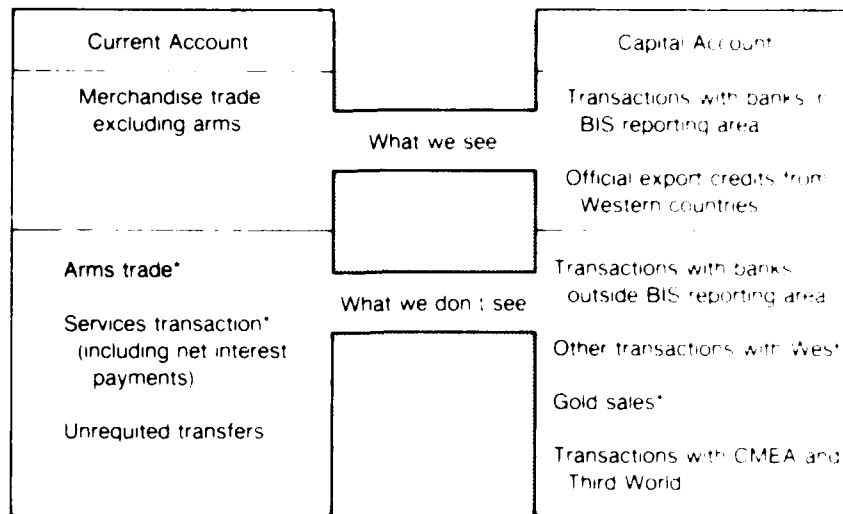 Current Account
Merchandise trade
excluding arms
Arms trade*
Services transaction*
(including net interest
payments)
Unrequited transfers
What we see
What we don't see
Capital Account
Transactions with banks in
BIS reporting area
Official export credits from
Western countries
Transactions with banks
outside BIS reporting area
Other transactions with West
Gold sales*
Transactions with CMEA and
Third World